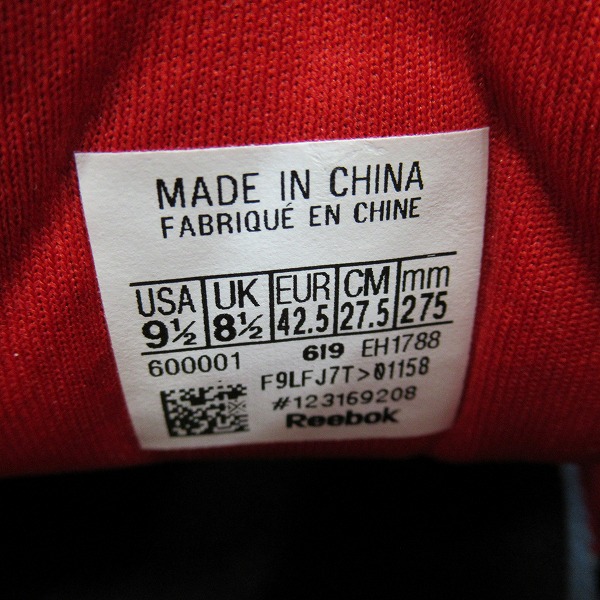 MADE IN CHINA
FABRIQUÉ EN CHINE
USA UK EUR CM mm
9½ 8½ 42.5 27.5 275
600001 619 EH1788
F9LFJ7T>01158
#123169208
Reebok